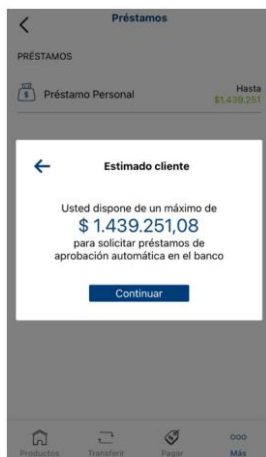 Préstamos
PRÉSTAMOS
Préstamo Personal
Hasta
$1.439.251
Estimado cliente
Usted dispone de un máximo de
$ 1.439.251,08
para solicitar préstamos de
aprobación automática en el banco
Continuar
Productos Transferir Pagar Más